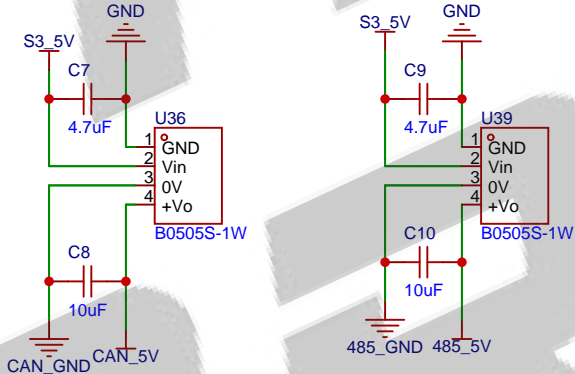 GND
S3_5V
C7
4.7uF
U36
1 GND
2 Vin
3 0V
4 +Vo
B0505S-1W
C8
10uF
CAN_GND
CAN_5V
GND
S3_5V
C9
4.7uF
U39
1 GND
2 Vin
3 0V
4 +Vo
B0505S-1W
C10
10uF
485_GND
485_5V